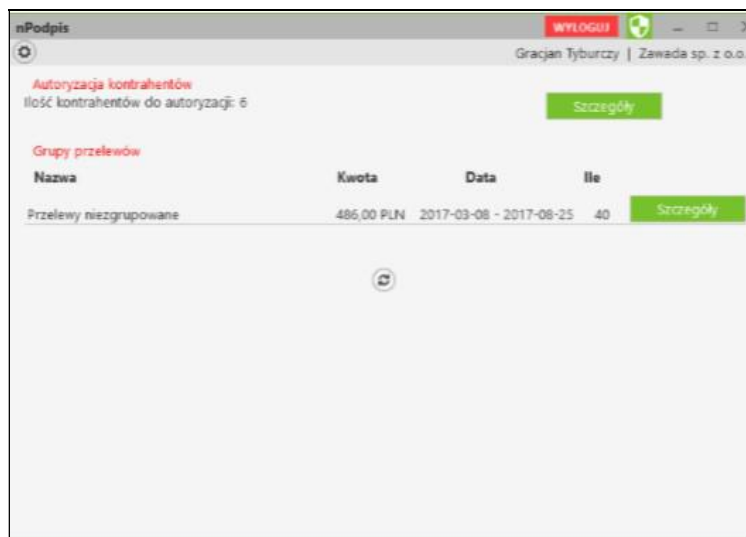 nPodpis WYLOGUJ
Gracjan Tyburczy | Zawada sp. z o.o.
Autoryzacja kontrahentów
Ilość kontrahentów do autoryzacji: 6 Szczegóły
Grupy przelewów
Nazwa Kwota Data Ile
Przelewy niezgrupowane 486,00 PLN 2017-03-08 - 2017-08-25 40 Szczegóły